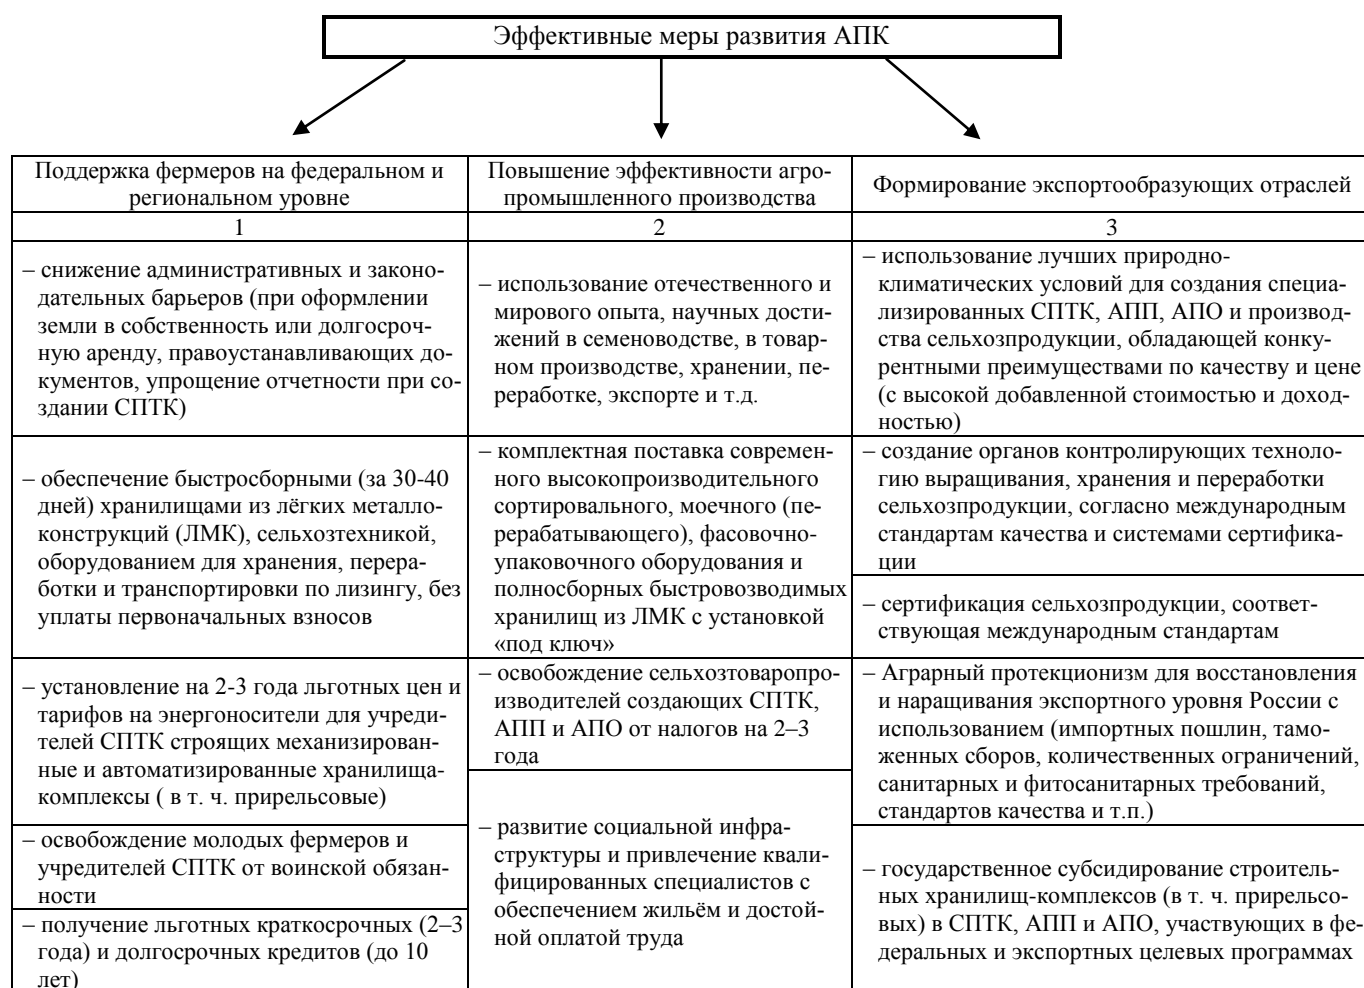 Эффективные меры развития АПК
Поддержка фермеров на федеральном и
региональном уровне
Повышение эффективности агро-
промышленного производства
Формирование экспортообразующих отраслей
1
2
3
– снижение административных и законо-
дательных барьеров (при оформлении
земли в собственность или долгосроч-
ную аренду, правоустанавливающих до-
кументов, упрощение отчетности при со-
здании СПТК)
– использование отечественного и
мирового опыта, научных дости-
жений в семеноводстве, в товар-
ном производстве, хранении, пе-
реработке, экспорте и т.д.
– использование лучших природно-
климатических условий для создания специа-
лизированных СПТК, АПП, АПО и производ-
ства сельхозпродукции, обладающей конку-
рентными преимуществами по качеству и цене
(с высокой добавленной стоимостью и доход-
ностью)
– обеспечение быстросборными (за 30-40
дней) хранилищами из лёгких металло-
конструкций (ЛМК), сельхозтехникой,
оборудованием для хранения, перера-
ботки и транспортировки по лизингу, без
уплаты первоначальных взносов
– комплектная поставка современ-
ного высокопроизводительного
сортировального, моечного (пе-
рерабатывающего), фасовочно-
упаковочного оборудования и
полносборных быстровозводимых
хранилищ из ЛМК с установкой
«под ключ»
– создание органов контролирующих техноло-
гию выращивания, хранения и переработки
сельхозпродукции, согласно международным
стандартам качества и системами сертифика-
ции
– сертификация сельхозпродукции, соответ-
ствующая международным стандартам
– установление на 2-3 года льготных цен и
тарифов на энергоносители для учреди-
телей СПТК строящих механизирован-
ные и автоматизированные хранилища-
комплексы ( в т. ч. прирельсовые)
– освобождение сельхозтоваропро-
изводителей создающих СПТК,
АПП и АПО от налогов на 2–3
года
– Аграрный протекционизм для восстановления
и наращивания экспортного уровня России с
использованием (импортных пошлин, тамо-
женных сборов, количественных ограничений,
санитарных и фитосанитарных требований,
стандартов качества и т.п.)
– освобождение молодых фермеров и
учредителей СПТК от воинской обязан-
ности
– получение льготных краткосрочных (2–3
года) и долгосрочных кредитов (до 10
лет)
– развитие социальной инфра-
структуры и привлечение квали-
фицированных специалистов с
обеспечением жильём и достой-
ной оплатой труда
– государственное субсидирование строитель-
ных хранилищ-комплексов (в т. ч. прирельсо-
вых) в СПТК, АПП и АПО, участвующих в фе-
деральных и экспортных целевых программах